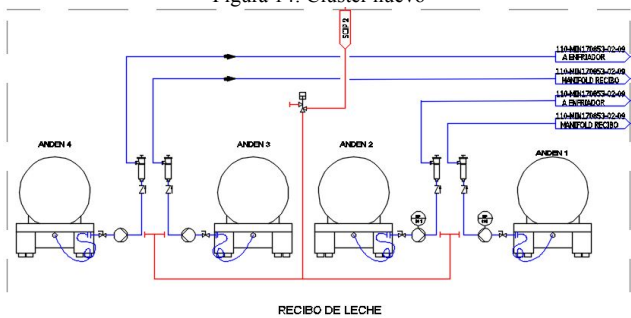 Figura 14. Clúster nuevo
SCIP 2
110-MIN170653-02-09
A ENFRIADOR
110-MIN170653-02-09
MANIFOLD RECIBO
110-MIN170653-02-09
A ENFRIADOR
110-MIN170653-02-09
MANIFOLD RECIBO
ANDEN 4
ANDEN 3
ANDEN 2
ANDEN 1
RECIBO DE LECHE